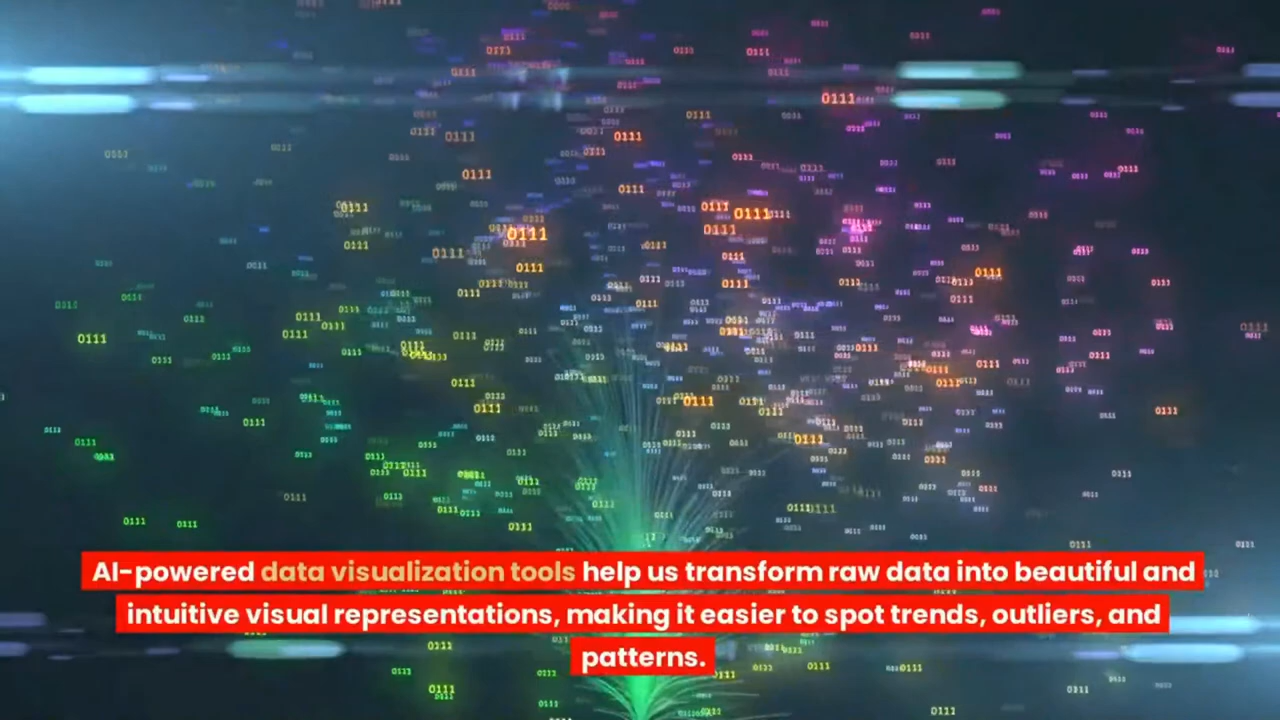 AI-powered data visualization tools help us transform raw data into beautiful and
intuitive visual representations, making it easier to spot trends, outliers, and
patterns.